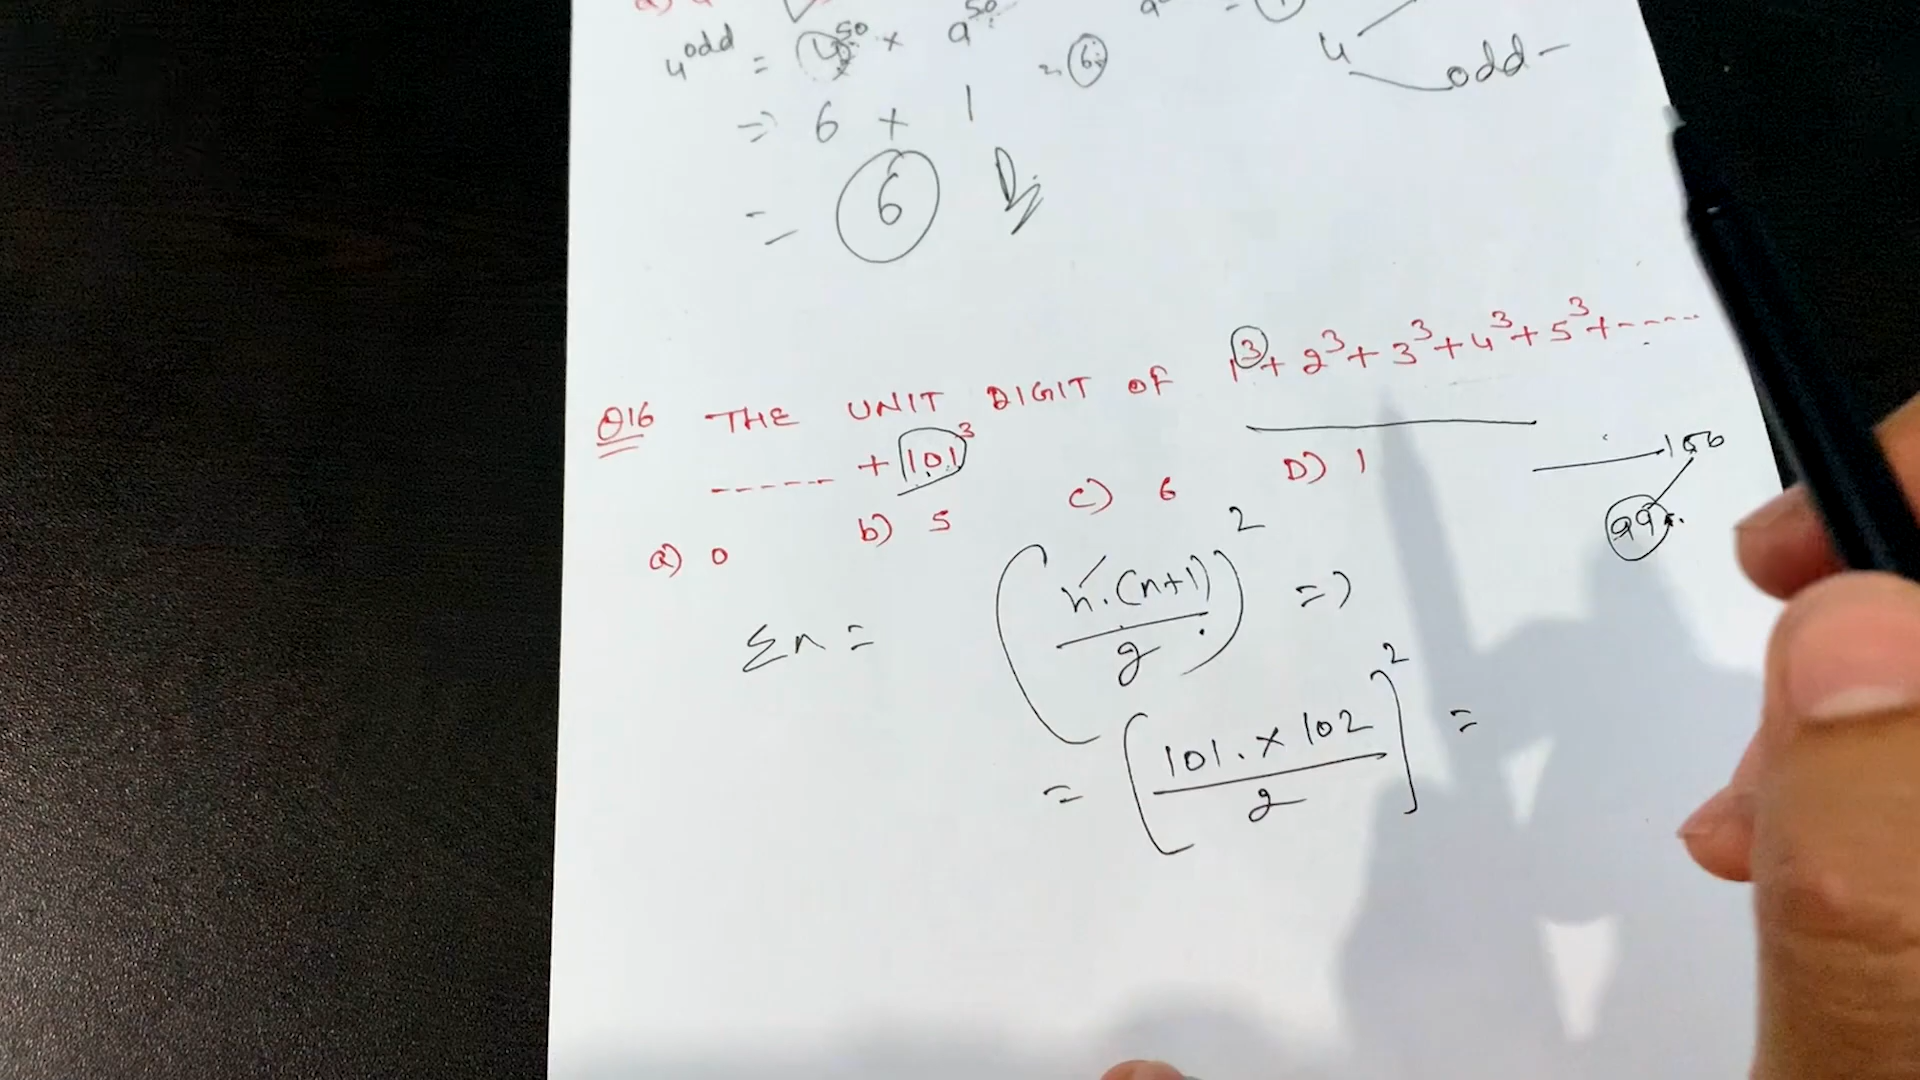 4^odd = 4^50 × 9^50
= 6
4
odd –
=> 6 × 1
= 6
Q16 THE UNIT DIGIT OF 1^3 + 2^3 + 3^3 + 4^3 + 5^3 + -----
------ + 101^3
a) 0 b) 5 c) 6 D) 1
99
Σn = (n.(n+1)/2)^2 =>
= [101. × 102/2]^2 =